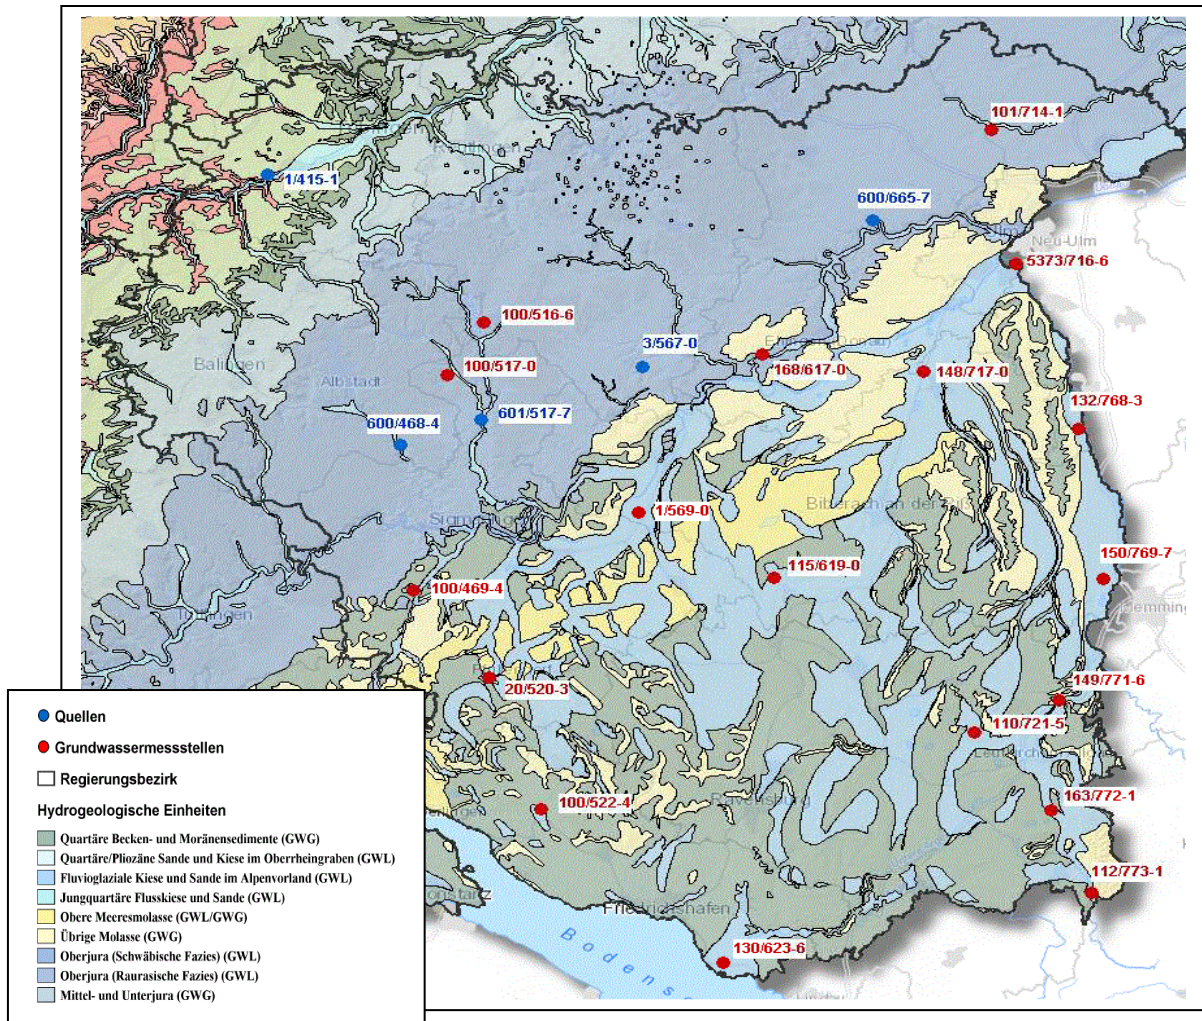 101/714-1
Reutlingen
1/415-1
600/665-7
Neu-Ulm
5373/716-6
100/516-6
3/567-0
Balingen
Albstadt
100/517-0
168/617-0
148/717-0
132/768-3
600/468-4
601/517-7
Biberach an der Riß
1/569-0
150/769-7
115/619-0
100/469-4
20/520-3
149/771-6
110/721-5
Ravensburg
163/772-1
100/522-4
112/773-1
Friedrichshafen
130/623-6
Quellen
Grundwassermessstellen
Regierungsbezirk
Hydrogeologische Einheiten
Quartäre Becken- und Moränensedimente (GWG)
Quartäre/Pliozäne Sande und Kiese im Oberrheingraben (GWL)
Fluvioglaziale Kiese und Sande im Alpenvorland (GWL)
Jungquartäre Flusskiese und Sande (GWL)
Obere Meeresmolasse (GWL/GWG)
Übrige Molasse (GWG)
Oberjura (Schwäbische Fazies) (GWL)
Oberjura (Raurasische Fazies) (GWL)
Mittel- und Unterjura (GWG)